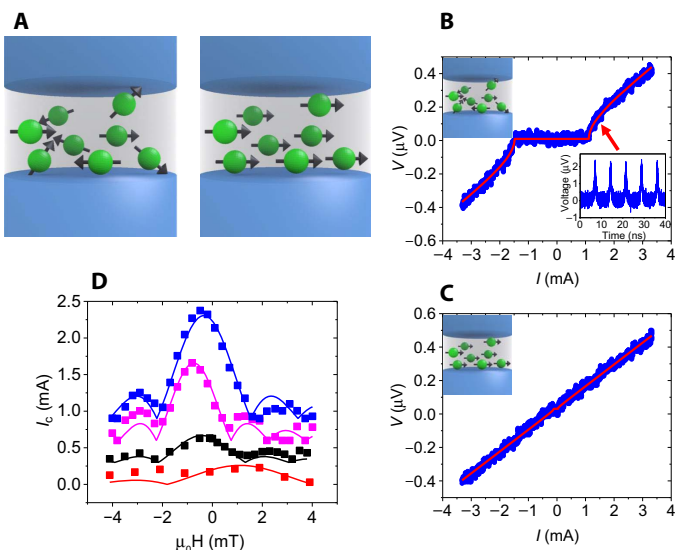 A
B
0.4
0.2
0.0
−0.2
−0.4
−0.6
V (μV)
−4 −3 −2 −1 0 1 2 3 4
I (mA)
Voltage (μV)
2
1
0
−1
0 10 20 30 40
Time (ns)
C
0.6
0.4
0.2
0.0
−0.2
−0.4
V (μV)
−4 −3 −2 −1 0 1 2 3 4
I (mA)
D
2.5
2.0
1.5
1.0
0.5
0.0
Ic (mA)
−4 −2 0 2 4
μ₀H (mT)